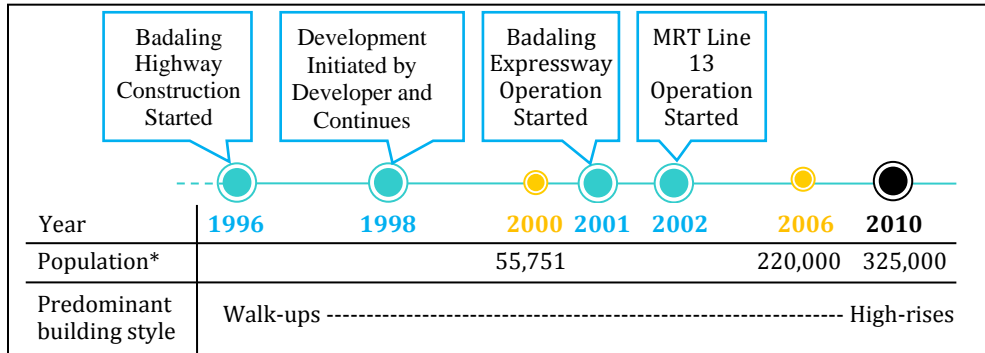 Badaling
Highway
Construction
Started
Development
Initiated by
Developer and
Continues
Badaling
Expressway
Operation
Started
MRT Line
13
Operation
Started
Year 1996 1998 2000 2001 2002 2006 2010
Population* 55,751 220,000 325,000
Predominant
building style
Walk-ups ---------------------------------------------------------- High-rises